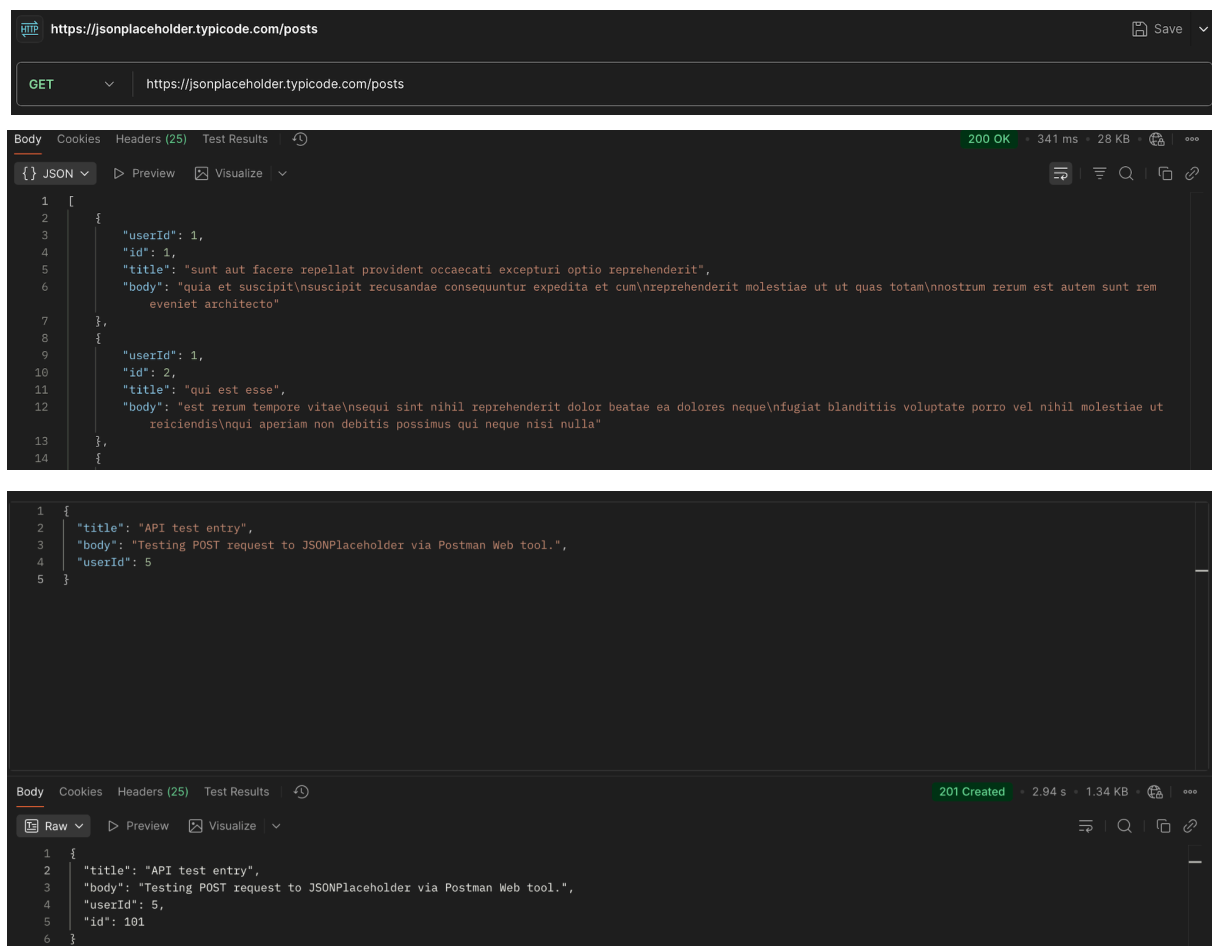 HTTP https://jsonplaceholder.typicode.com/posts Save
GET https://jsonplaceholder.typicode.com/posts
Body Cookies Headers (25) Test Results 200 OK • 341 ms • 28 KB •
{} JSON Preview Visualize
1 [
2 {
3 "userId": 1,
4 "id": 1,
5 "title": "sunt aut facere repellat provident occaecati excepturi optio reprehenderit",
6 "body": "quia et suscipit\nsuscipit recusandae consequuntur expedita et cum\nreprehenderit molestiae ut ut quas totam\nnostrum rerum est autem sunt rem
eveniet architecto"
7 },
8 {
9 "userId": 1,
10 "id": 2,
11 "title": "qui est esse",
12 "body": "est rerum tempore vitae\nsequi sint nihil reprehenderit dolor beatae ea dolores neque\nfugiat blanditiis voluptate porro vel nihil molestiae ut
reiciendis\nqui aperiam non debitis possimus qui neque nisi nulla"
13 },
14 {
1 {
2 "title": "API test entry",
3 "body": "Testing POST request to JSONPlaceholder via Postman Web tool.",
4 "userId": 5
5 }
Body Cookies Headers (25) Test Results 201 Created • 2.94 s • 1.34 KB •
Raw Preview Visualize
1 {
2 "title": "API test entry",
3 "body": "Testing POST request to JSONPlaceholder via Postman Web tool.",
4 "userId": 5,
5 "id": 101
6 }